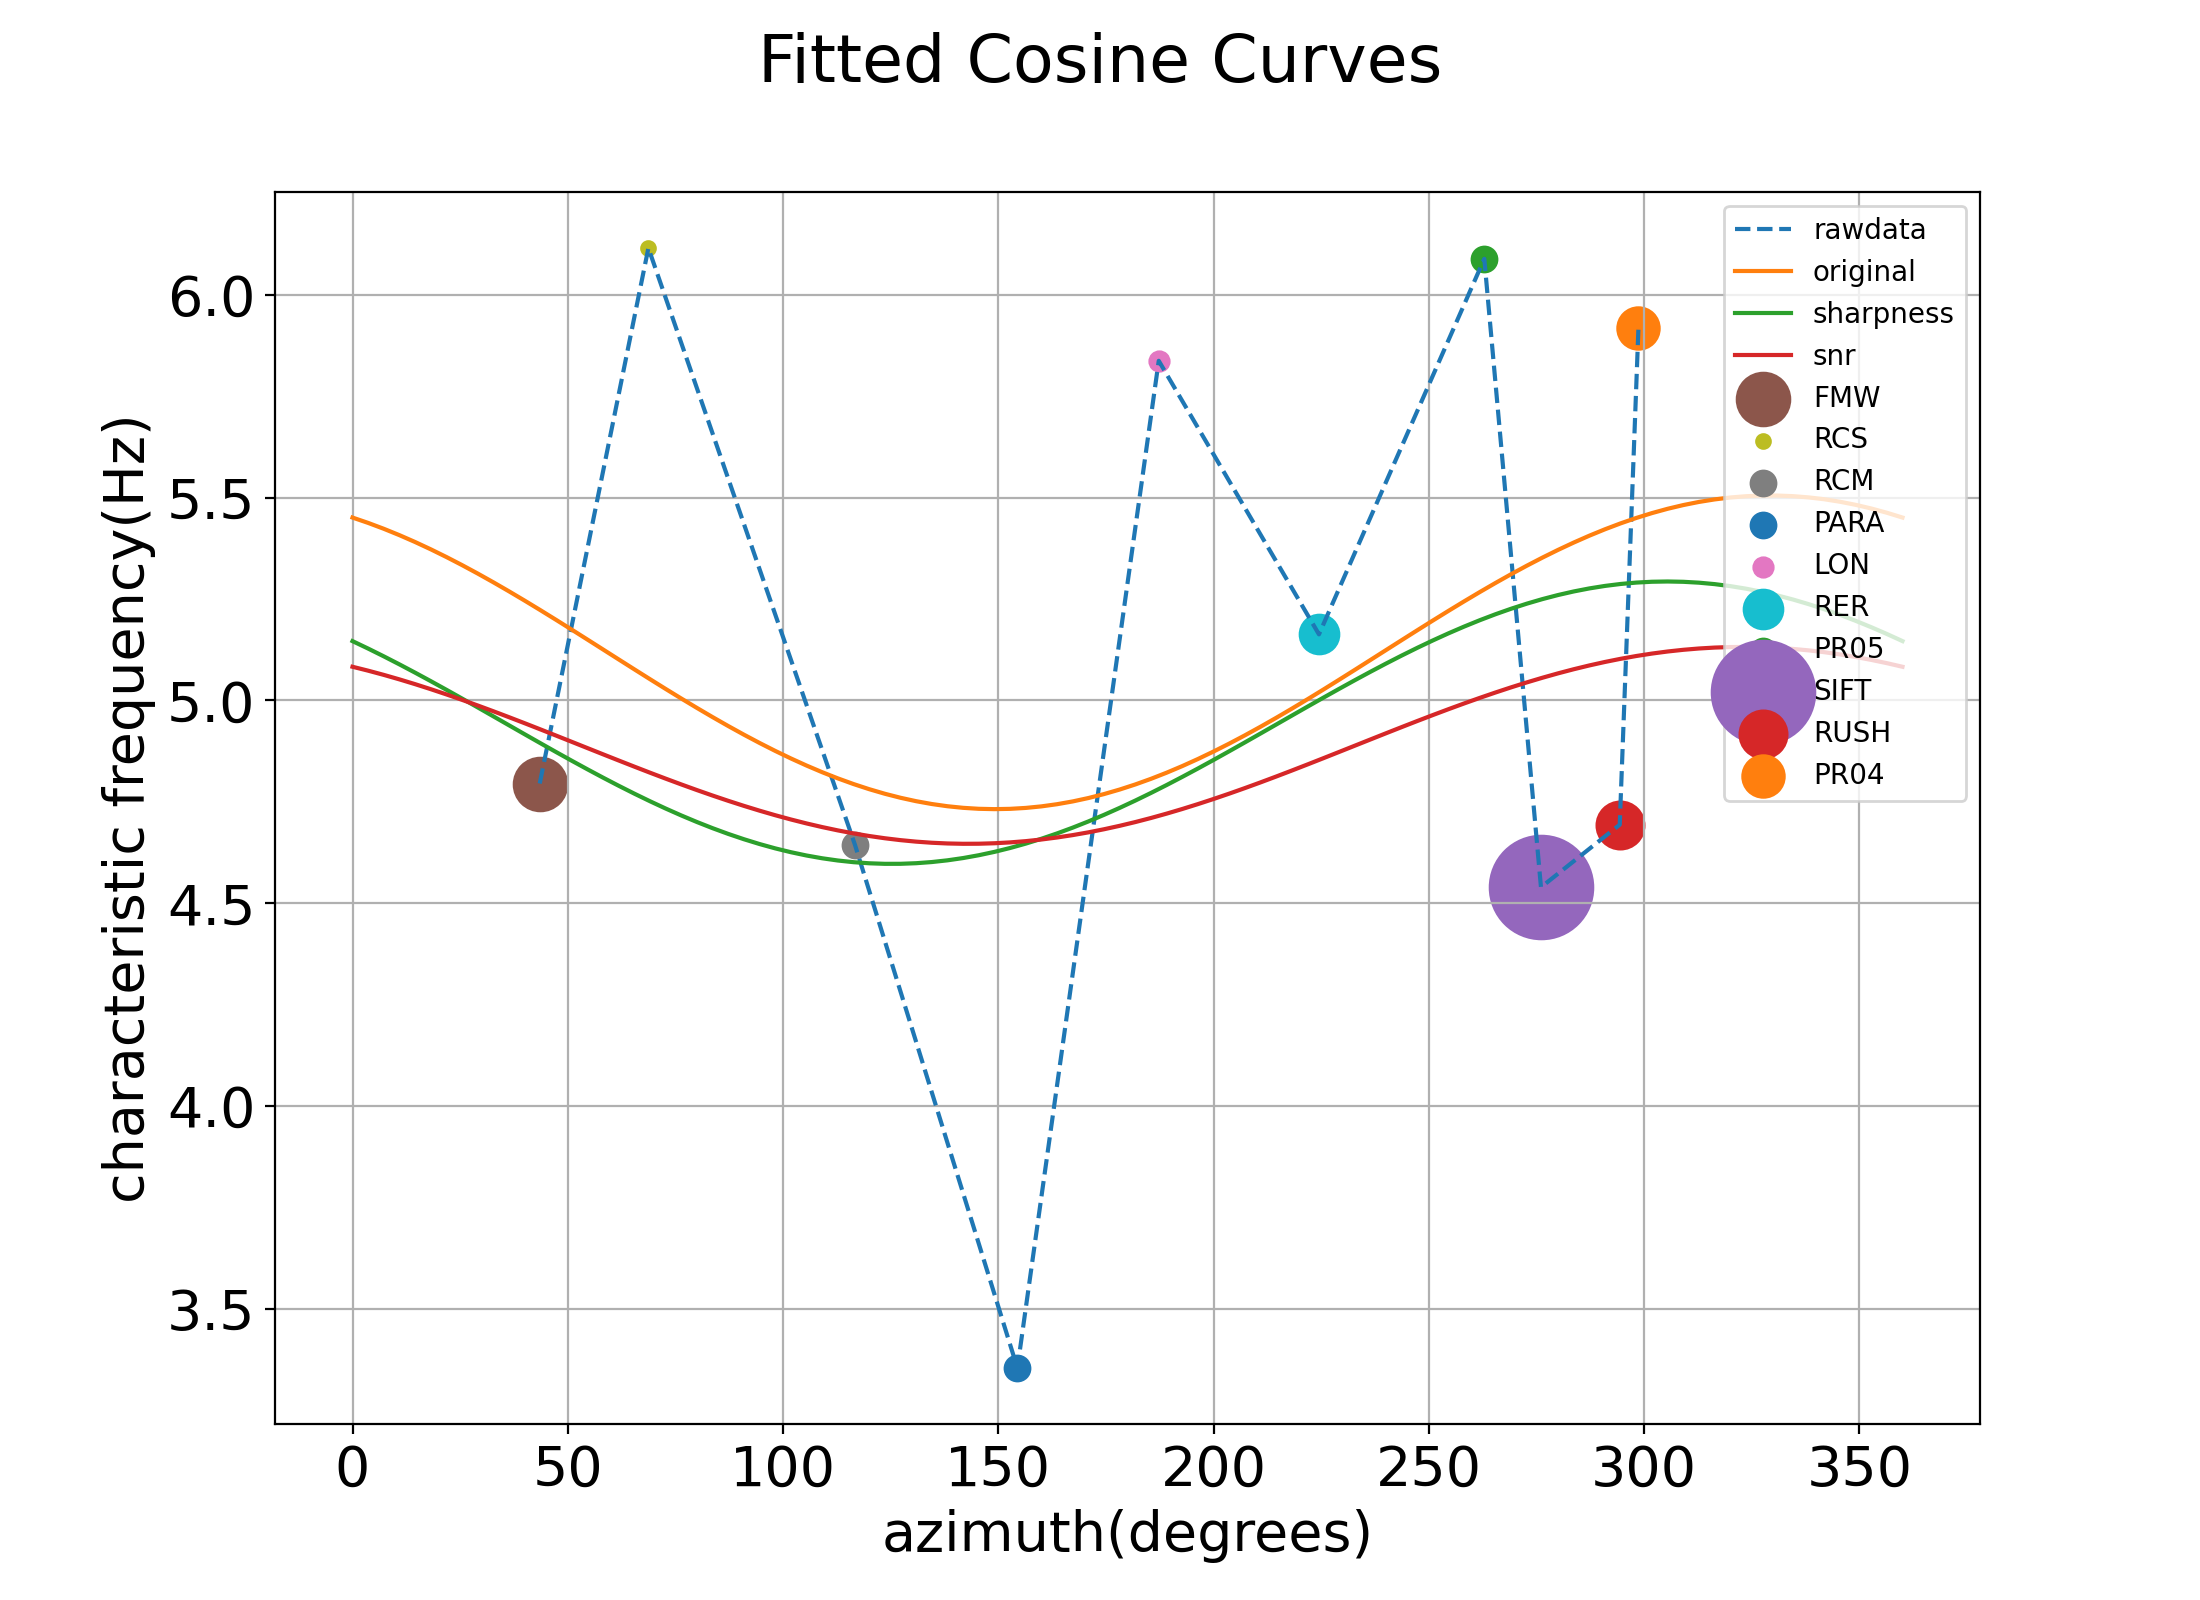 Fitted Cosine Curves
characteristic frequency(Hz)
6.0
5.5
5.0
4.5
4.0
3.5
rawdata
original
sharpness
snr
FMW
RCS
RCM
PARA
LON
RER
PR05
SIFT
RUSH
PR04
0 50 100 150 200 250 300 350
azimuth(degrees)